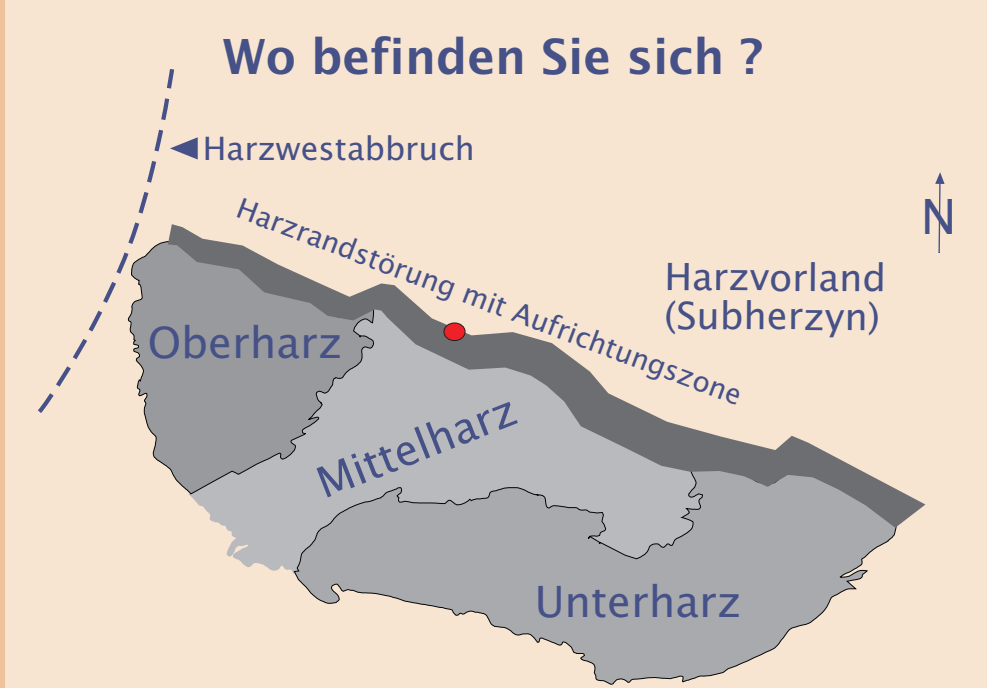 Wo befinden Sie sich ?
Harzwestabbruch
N
Harzrandstörung mit Aufrichtungszone
Harzvorland
(Subherzyn)
Oberharz
Mittelharz
Unterharz